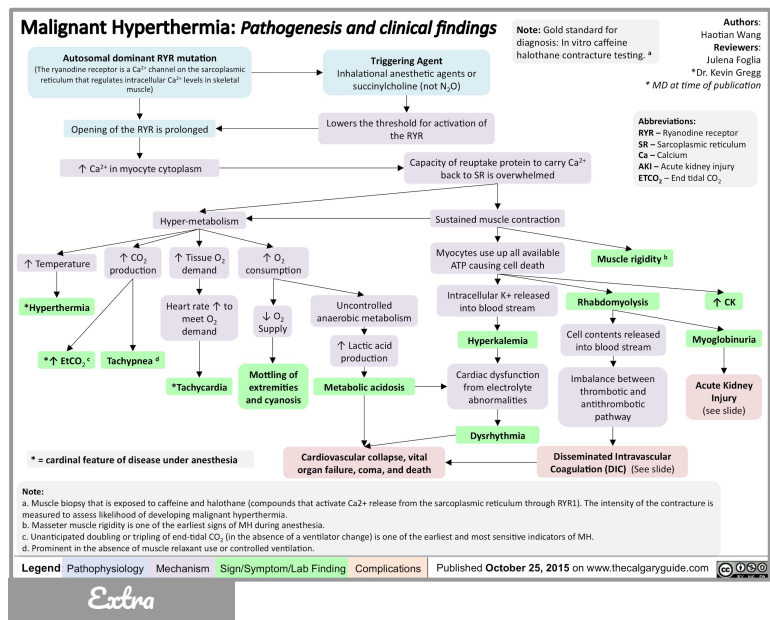 Malignant Hyperthermia: Pathogenesis and clinical findings
Note: Gold standard for
diagnosis: In vitro caffeine
halothane contracture testing. ᵃ
Authors:
Haotian Wang
Reviewers:
Julena Foglia
*Dr. Kevin Gregg
* MD at time of publication
Autosomal dominant RYR mutation
(The ryanodine receptor is a Ca²⁺ channel on the sarcoplasmic
reticulum that regulates intracellular Ca²⁺ levels in skeletal
muscle)
Triggering Agent
Inhalational anesthetic agents or
succinylcholine (not N₂O)
Opening of the RYR is prolonged
Lowers the threshold for activation of
the RYR
Abbreviations:
RYR – Ryanodine receptor
SR – Sarcoplasmic reticulum
Ca – Calcium
AKI – Acute kidney injury
ETCO₂ – End tidal CO₂
↑ Ca²⁺ in myocyte cytoplasm
Capacity of reuptake protein to carry Ca²⁺
back to SR is overwhelmed
Hyper-metabolism
Sustained muscle contraction
↑ Temperature
↑ CO₂
production
↑ Tissue O₂
demand
↑ O₂
consumption
Myocytes use up all available
ATP causing cell death
Muscle rigidity ᵇ
*Hyperthermia
Heart rate ↑ to
meet O₂
demand
↓ O₂
Supply
Uncontrolled
anaerobic metabolism
Intracellular K+ released
into blood stream
Rhabdomyolysis
↑ CK
*↑ EtCO₂ ᶜ
Tachypnea ᵈ
↑ Lactic acid
production
Hyperkalemia
Cell contents released
into blood stream
Myoglobinuria
*Tachycardia
Mottling of
extremities
and cyanosis
Metabolic acidosis
Cardiac dysfunction
from electrolyte
abnormalities
Imbalance between
thrombotic and
antithrombotic
pathway
Acute Kidney
Injury
(see slide)
Dysrhythmia
* = cardinal feature of disease under anesthesia
Cardiovascular collapse, vital
organ failure, coma, and death
Disseminated Intravascular
Coagulation (DIC) (See slide)
Note:
a. Muscle biopsy that is exposed to caffeine and halothane (compounds that activate Ca2+ release from the sarcoplasmic reticulum through RYR1). The intensity of the contracture is
measured to assess likelihood of developing malignant hyperthermia.
b. Masseter muscle rigidity is one of the earliest signs of MH during anesthesia.
c. Unanticipated doubling or tripling of end-tidal CO₂ (in the absence of a ventilator change) is one of the earliest and most sensitive indicators of MH.
d. Prominent in the absence of muscle relaxant use or controlled ventilation.
Legend: Pathophysiology Mechanism Sign/Symptom/Lab Finding Complications Published October 25, 2015 on www.thecalgaryguide.com
Extra